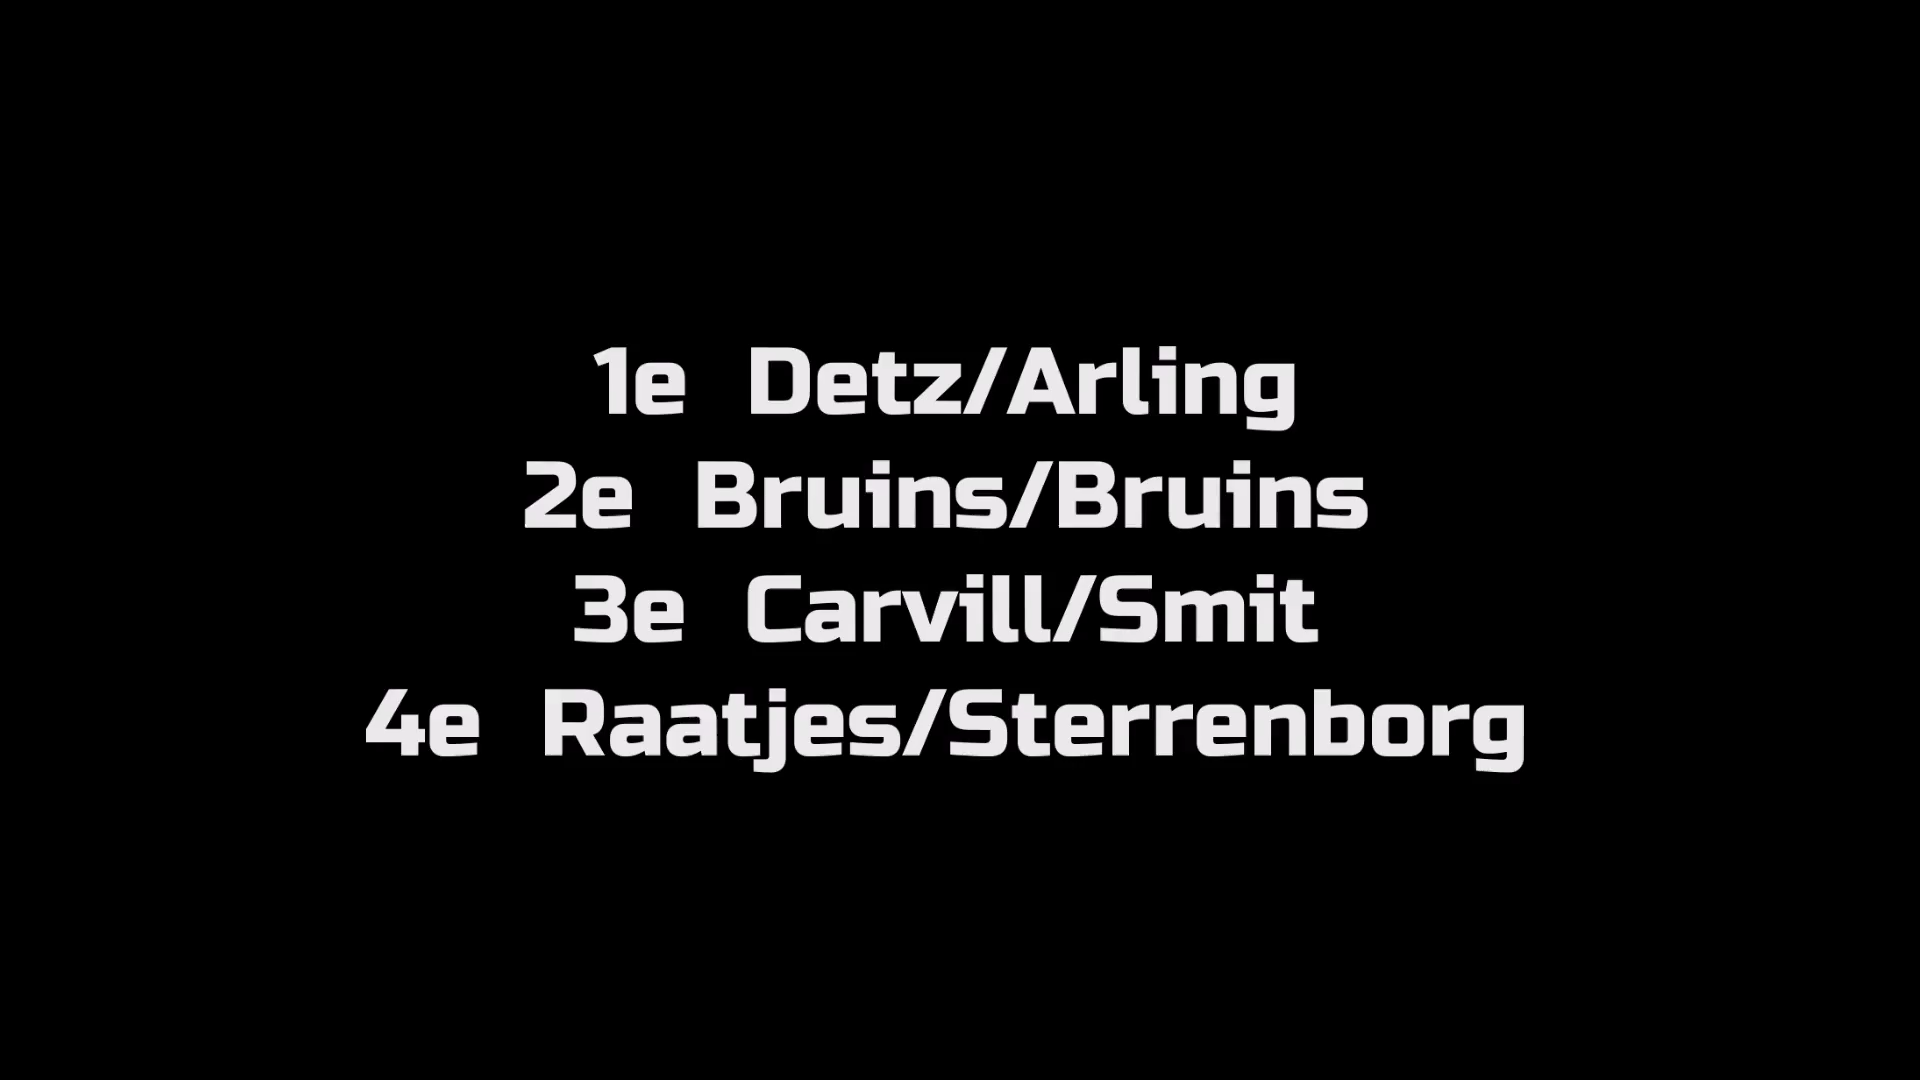 1e Detz/Arling
2e Bruins/Bruins
3e Carvill/Smit
4e Raatjes/Sterrenborg